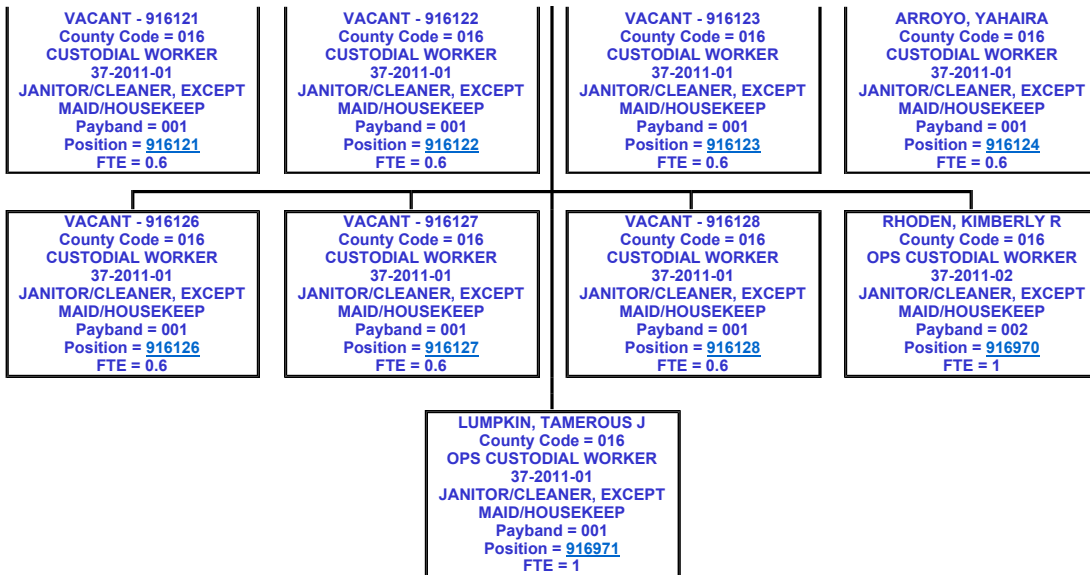 VACANT - 916121
County Code = 016
CUSTODIAL WORKER
37-2011-01
JANITOR/CLEANER, EXCEPT
MAID/HOUSEKEEP
Payband = 001
Position = 916121
FTE = 0.6
VACANT - 916122
County Code = 016
CUSTODIAL WORKER
37-2011-01
JANITOR/CLEANER, EXCEPT
MAID/HOUSEKEEP
Payband = 001
Position = 916122
FTE = 0.6
VACANT - 916123
County Code = 016
CUSTODIAL WORKER
37-2011-01
JANITOR/CLEANER, EXCEPT
MAID/HOUSEKEEP
Payband = 001
Position = 916123
FTE = 0.6
ARROYO, YAHAIRA
County Code = 016
CUSTODIAL WORKER
37-2011-01
JANITOR/CLEANER, EXCEPT
MAID/HOUSEKEEP
Payband = 001
Position = 916124
FTE = 0.6
VACANT - 916126
County Code = 016
CUSTODIAL WORKER
37-2011-01
JANITOR/CLEANER, EXCEPT
MAID/HOUSEKEEP
Payband = 001
Position = 916126
FTE = 0.6
VACANT - 916127
County Code = 016
CUSTODIAL WORKER
37-2011-01
JANITOR/CLEANER, EXCEPT
MAID/HOUSEKEEP
Payband = 001
Position = 916127
FTE = 0.6
VACANT - 916128
County Code = 016
CUSTODIAL WORKER
37-2011-01
JANITOR/CLEANER, EXCEPT
MAID/HOUSEKEEP
Payband = 001
Position = 916128
FTE = 0.6
RHODEN, KIMBERLY R
County Code = 016
OPS CUSTODIAL WORKER
37-2011-02
JANITOR/CLEANER, EXCEPT
MAID/HOUSEKEEP
Payband = 002
Position = 916970
FTE = 1
LUMPKIN, TAMEROUS J
County Code = 016
OPS CUSTODIAL WORKER
37-2011-01
JANITOR/CLEANER, EXCEPT
MAID/HOUSEKEEP
Payband = 001
Position = 916971
FTE = 1